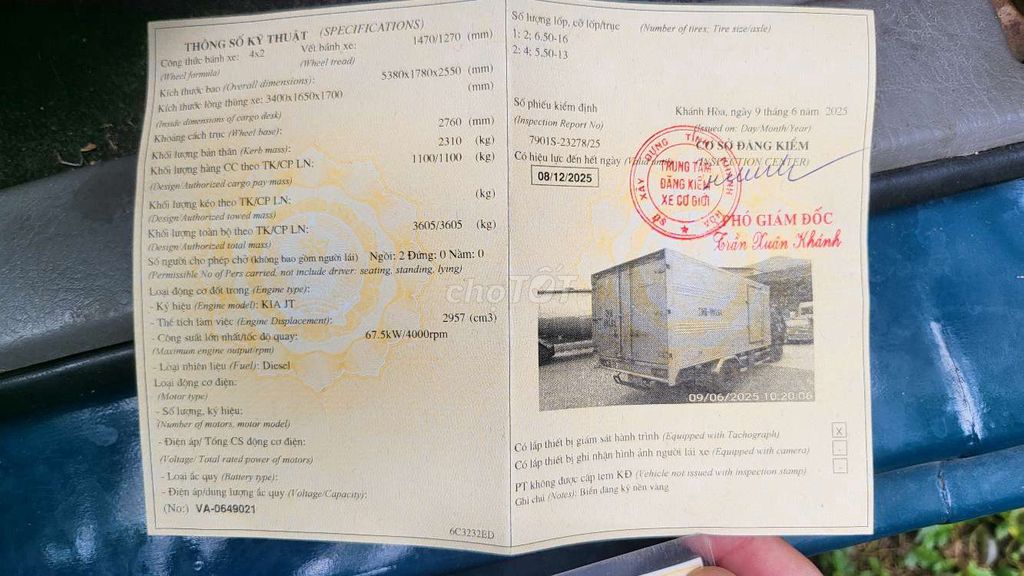 THÔNG SỐ KỸ THUẬT (SPECIFICATIONS)
Công thức bánh xe: 4x2 Vết bánh xe: 1470/1270 (mm)
(Wheel formula) (Wheel tread)
Kích thước bao (Overall dimensions): 5380x1780x2550 (mm)
Kích thước lòng thùng xe: 3400x1650x1700 (mm)
(Inside dimensions of cargo desk)
Khoảng cách trục (Wheel base): 2760 (mm)
Khối lượng bản thân (Kerb mass): 2310 (kg)
Khối lượng hàng CC theo TK/CP LN: 1100/1100 (kg)
(Design/Authorized cargo pay mass)
Khối lượng kéo theo TK/CP LN: (kg)
(Design/Authorized towed mass)
Khối lượng toàn bộ theo TK/CP LN: 3605/3605 (kg)
(Design/Authorized total mass)
Số người cho phép chở (không bao gồm người lái) Ngồi: 2 Đứng: 0 Nằm: 0
(Permissible No of Pers carried, not include driver: seating, standing, lying)
Loại động cơ đốt trong (Engine type):
- Ký hiệu (Engine model): KIA JT
- Thể tích làm việc (Engine Displacement): 2957 (cm3)
- Công suất lớn nhất/tốc độ quay: 67.5kW/4000rpm
(Maximum engine output/rpm)
- Loại nhiên liệu (Fuel): Diesel
Loại động cơ điện:
(Motor type)
- Số lượng, ký hiệu:
(Number of motors, motor model)
- Điện áp/ Tổng CS động cơ điện:
(Voltage/ Total rated power of motors)
- Loại ắc quy (Battery type):
- Điện áp/dung lượng ắc quy (Voltage/Capacity):
(No:) VA-0649021
6C3232ED
Số lượng lốp, cỡ lốp/trục (Number of tires; Tire size/axle)
1: 2; 6.50-16
2: 4; 5.50-13
Số phiếu kiểm định
(Inspection Report No)
7901S-23278/25
Có hiệu lực đến hết ngày (Valid until)
08/12/2025
Khánh Hòa, ngày 9 tháng 6 năm 2025
(Issued on: Day/Month/Year)
CƠ SỞ ĐĂNG KIỂM
(INSPECTION CENTER)
SỞ XÂY DỰNG TỈNH KHÁNH HÒA
TRUNG TÂM
ĐĂNG KIỂM
XE CƠ GIỚI
PHÓ GIÁM ĐỐC
Trần Xuân Khánh
choTỐT
09/06/2025 10:20:06
Có lắp thiết bị giám sát hành trình (Equipped with Tachograph) X
Có lắp thiết bị ghi nhận hình ảnh người lái xe (Equipped with camera) -
PT không được cấp tem KĐ (Vehicle not issued with inspection stamp) -
Ghi chú (Notes): Biển đăng ký nền vàng